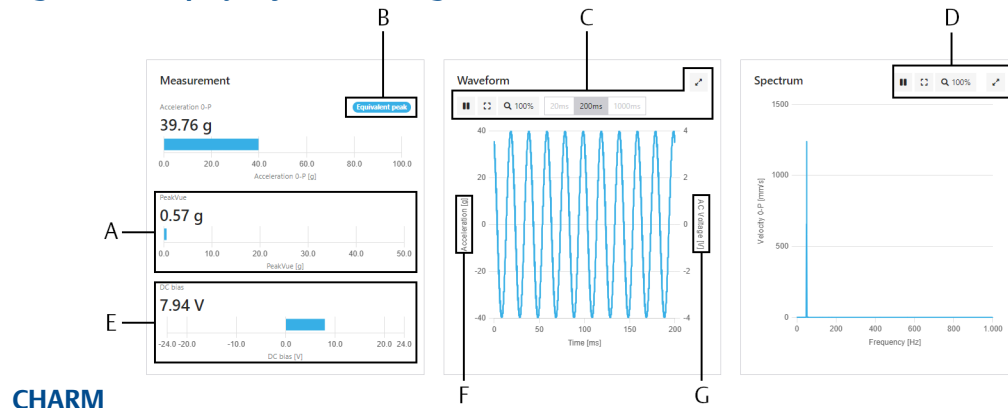 B
C
D
Measurement
Acceleration 0-P
Equivalent peak
39.76 g
0.0 20.0 40.0 60.0 80.0 100.0
Acceleration 0-P [g]
A
PeakVue
0.57 g
0.0 10.0 20.0 30.0 40.0 50.0
PeakVue [g]
E
DC bias
7.94 V
-24.0 -20.0 -10.0 0.0 10.0 20.0 24.0
DC bias [V]
Waveform
100% 20ms 200ms 1000ms
40 4
20 2
0 0
-20 -2
-40 -4
Acceleration [g]
AC Voltage [V]
0 50 100 150 200
Time [ms]
F
G
Spectrum
100%
1500
1000
500
0
Velocity 0-P [mm/s]
0 200 400 600 800 1.000
Frequency [Hz]
CHARM